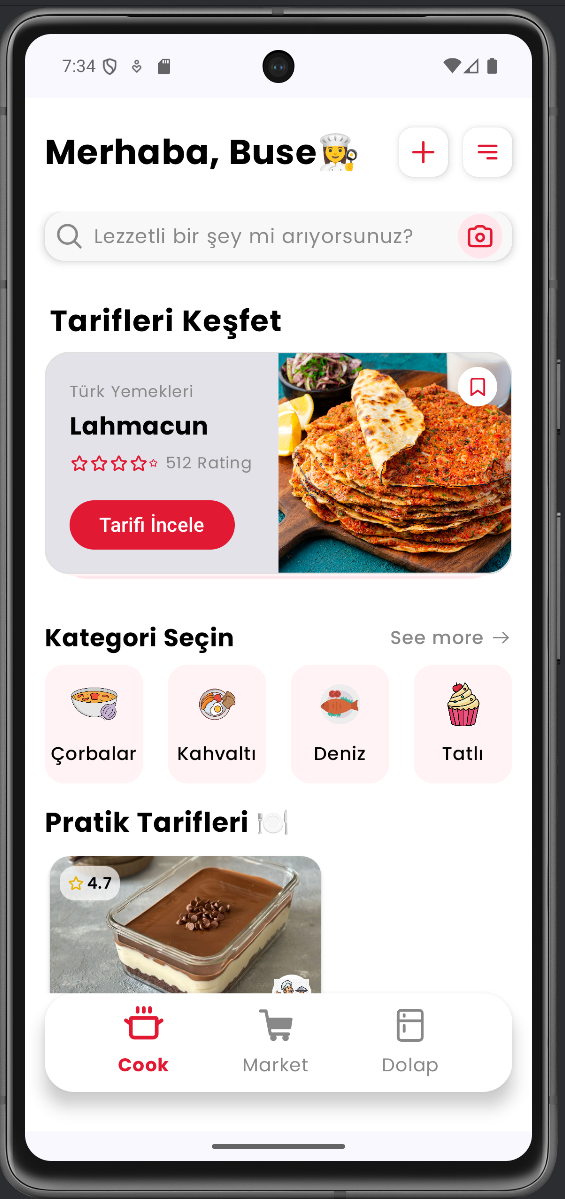 7:34
Merhaba, Buse👩‍🍳
Lezzetli bir şey mi arıyorsunuz?
Tarifleri Keşfet
Türk Yemekleri
Lahmacun
512 Rating
Tarifi İncele
Kategori Seçin
See more →
Çorbalar
Kahvaltı
Deniz
Tatlı
Pratik Tarifleri 🍽️
4.7
Cook
Market
Dolap